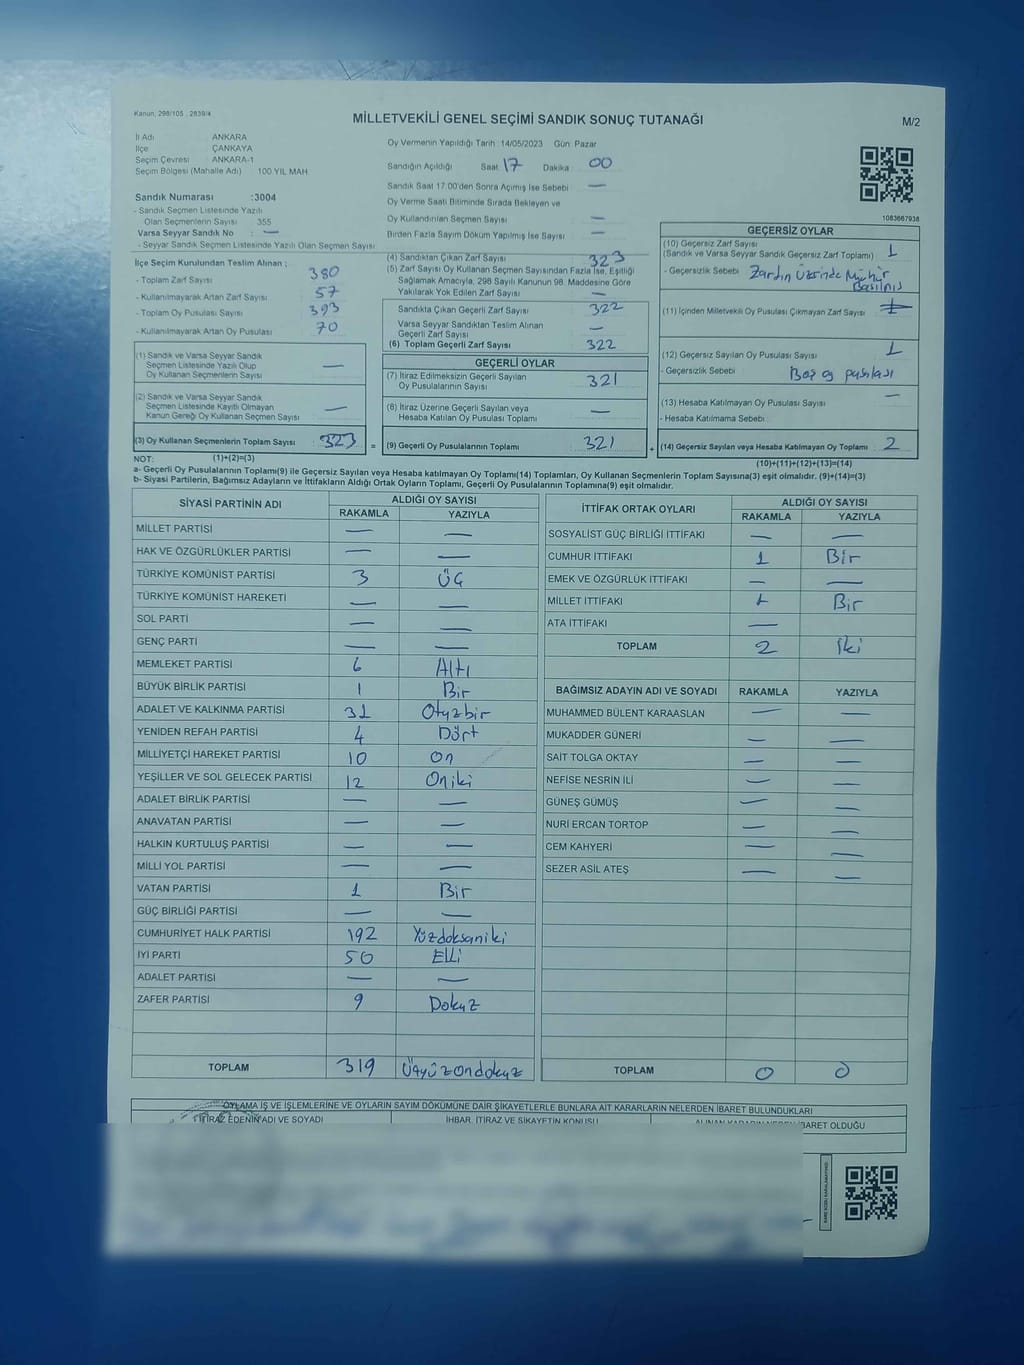 Kanun, 298/105 , 2839/4
MİLLETVEKİLİ GENEL SEÇİMİ SANDIK SONUÇ TUTANAĞI
M/2
İl Adı ANKARA
İlçe ÇANKAYA
Seçim Çevresi ANKARA-1
Seçim Bölgesi (Mahalle Adı) 100 YIL MAH
Sandık Numarası :3004
- Sandık Seçmen Listesinde Yazılı
Olan Seçmenlerin Sayısı 355
Varsa Seyyar Sandık No : —
- Seyyar Sandık Seçmen Listesinde Yazılı Olan Seçmen Sayısı
Oy Vermenin Yapıldığı Tarih :14/05/2023 Gün: Pazar
Sandığın Açıldığı Saat: 17 Dakika : 00
Sandık Saat 17:00'den Sonra Açımış İse Sebebi : —
Oy Verme Saati Bitiminde Sırada Bekleyen ve
Oy Kullandırılan Seçmen Sayısı : —
Birden Fazla Sayım Döküm Yapılmış İse Sayısı : —
1083667938
İlçe Seçim Kurulundan Teslim Alınan ;
- Toplam Zarf Sayısı : 380
- Kullanılmayarak Artan Zarf Sayısı : 57
- Toplam Oy Pusulası : 393
- Kullanılmayarak Artan Oy Pusulası : 70
(1) Sandık ve Varsa Seyyar Sandık
Seçmen Listesinde Yazılı Olup
Oy Kullanan Seçmenlerin Sayısı —
(2) Sandık ve Varsa Seyyar Sandık
Seçmen Listesinde Kayıtlı Olmayan
Kanun Gereği Oy Kullanan Seçmen Sayısı —
(3) Oy Kullanan Seçmenlerin Toplam Sayısı : 323 =
(4) Sandıktan Çıkan Zarf Sayısı : 323
(5) Zarf Sayısı Oy Kullanan Seçmen Sayısından Fazla İse, Eşitliği
Sağlamak Amacıyla, 298 Sayılı Kanunun 98. Maddesine Göre
Yakılarak Yok Edilen Zarf Sayısı : —
Sandıkta Çıkan Geçerli Zarf Sayısı : 322
Varsa Seyyar Sandıktan Teslim Alınan
Geçerli Zarf Sayısı : —
(6) Toplam Geçerli Zarf Sayısı : 322
GEÇERLİ OYLAR
(7) İtiraz Edilmeksizin Geçerli Sayılan
Oy Pusulalarının Sayısı : 321
(8) İtiraz Üzerine Geçerli Sayılan veya
Hesaba Katılan Oy Pusulası Toplamı : —
(9) Geçerli Oy Pusulalarının Toplamı : 321 +
GEÇERSİZ OYLAR
(10) Geçersiz Zarf Sayısı
(Sandık ve Varsa Seyyar Sandık Geçersiz Zarf Toplamı) : 1
- Geçersizlik Sebebi : Zarfın Üzerinde Mühür
Basılmış
(11) İçinden Milletvekili Oy Pusulası Çıkmayan Zarf Sayısı :
(12) Geçersiz Sayılan Oy Pusulası Sayısı : 1
- Geçersizlik Sebebi : Boş oy pusulası
(13) Hesaba Katılmayan Oy Pusulası Sayısı : —
- Hesaba Katılmama Sebebi :
(14) Geçersiz Sayılan veya Hesaba Katılmayan Oy Toplamı : 2
NOT: (1)+(2)=(3) (10)+(11)+(12)+(13)=(14)
a- Geçerli Oy Pusulalarının Toplamı(9) ile Geçersiz Sayılan veya Hesaba katılmayan Oy Toplamı(14) Toplamları, Oy Kullanan Seçmenlerin Toplam Sayısına(3) eşit olmalıdır. (9)+(14)=(3)
b- Siyasi Partilerin, Bağımsız Adayların ve İttifakların Aldığı Ortak Oyların Toplamı, Geçerli Oy Pusulalarının Toplamına(9) eşit olmalıdır.
SİYASİ PARTİNİN ADI ALDIĞI OY SAYISI
RAKAMLA YAZIYLA
MİLLET PARTİSİ — —
HAK VE ÖZGÜRLÜKLER PARTİSİ — —
TÜRKİYE KOMÜNİST PARTİSİ 3 ÜÇ
TÜRKİYE KOMÜNİST HAREKETİ — —
SOL PARTİ — —
GENÇ PARTİ — —
MEMLEKET PARTİSİ 6 Altı
BÜYÜK BİRLİK PARTİSİ 1 Bir
ADALET VE KALKINMA PARTİSİ 31 Otuzbir
YENİDEN REFAH PARTİSİ 4 Dört
MİLLİYETÇİ HAREKET PARTİSİ 10 On
YEŞİLLER VE SOL GELECEK PARTİSİ 12 Oniki
ADALET BİRLİK PARTİSİ — —
ANAVATAN PARTİSİ — —
HALKIN KURTULUŞ PARTİSİ — —
MİLLİ YOL PARTİSİ — —
VATAN PARTİSİ 1 Bir
GÜÇ BİRLİĞİ PARTİSİ — —
CUMHURİYET HALK PARTİSİ 192 Yüzdoksaniki
İYİ PARTİ 50 Elli
ADALET PARTİSİ — —
ZAFER PARTİSİ 9 Dokuz
TOPLAM 319 Üçyüzondokuz
İTTİFAK ORTAK OYLARI ALDIĞI OY SAYISI
RAKAMLA YAZIYLA
SOSYALİST GÜÇ BİRLİĞİ İTTİFAKI — —
CUMHUR İTTİFAKI 1 Bir
EMEK VE ÖZGÜRLÜK İTTİFAKI — —
MİLLET İTTİFAKI 1 Bir
ATA İTTİFAKI —
TOPLAM 2 İki
BAĞIMSIZ ADAYIN ADI VE SOYADI RAKAMLA YAZIYLA
MUHAMMED BÜLENT KARAASLAN — —
MUKADDER GÜNERİ — —
SAİT TOLGA OKTAY — —
NEFİSE NESRİN İLİ — —
GÜNEŞ GÜMÜŞ — —
NURİ ERCAN TORTOP — —
CEM KAHYERİ — —
SEZER ASİL ATEŞ — —
TOPLAM 0 0
OYLAMA İŞ VE İŞLEMLERİNE VE OYLARIN SAYIM DÖKÜMÜNE DAİR ŞİKAYETLERLE BUNLARA AİT KARARLARIN NELERDEN İBARET BULUNDUKLARI
İTİRAZ EDENİN ADI VE SOYADI İHBAR, İTİRAZ VE ŞİKAYETİN KONUSU ALINAN KARARIN NEDEN İBARET OLDUĞU